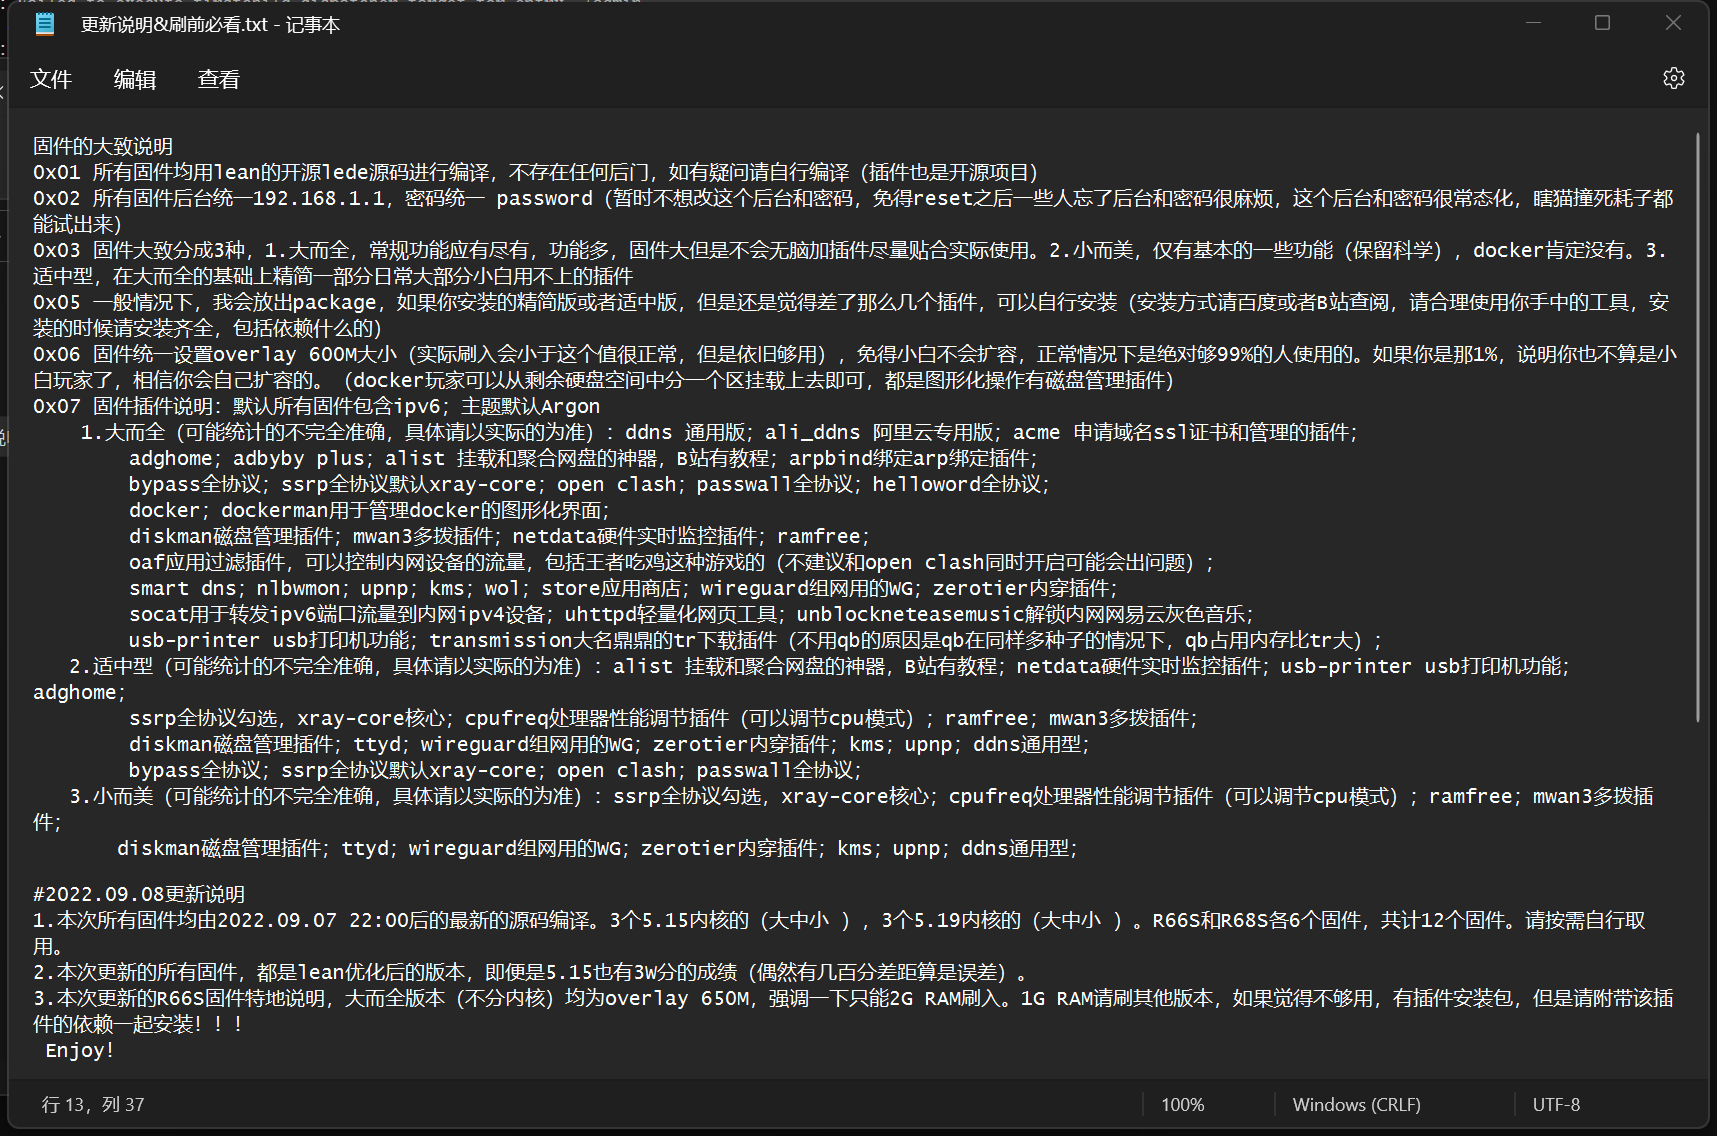 更新说明&刷前必看.txt - 记事本
文件 编辑 查看
固件的大致说明
0x01 所有固件均用lean的开源lede源码进行编译，不存在任何后门，如有疑问请自行编译（插件也是开源项目）
0x02 所有固件后台统一192.168.1.1，密码统一 password（暂时不想改这个后台和密码，免得reset之后一些人忘了后台和密码很麻烦，这个后台和密码很常态化，瞎猫撞死耗子都
能试出来）
0x03 固件大致分成3种，1.大而全，常规功能应有尽有，功能多，固件大但是不会无脑加插件尽量贴合实际使用。2.小而美，仅有基本的一些功能（保留科学），docker肯定没有。3.
适中型，在大而全的基础上精简一部分日常大部分小白用不上的插件
0x05 一般情况下，我会放出package，如果你安装的精简版或者适中版，但是还是觉得差了那么几个插件，可以自行安装（安装方式请百度或者B站查阅，请合理使用你手中的工具，安
装的时候请安装齐全，包括依赖什么的）
0x06 固件统一设置overlay 600M大小（实际刷入会小于这个值很正常，但是依旧够用），免得小白不会扩容，正常情况下是绝对够99%的人使用的。如果你是那1%，说明你也不算是小
白玩家了，相信你会自己扩容的。（docker玩家可以从剩余硬盘空间中分一个区挂载上去即可，都是图形化操作有磁盘管理插件）
0x07 固件插件说明：默认所有固件包含ipv6；主题默认Argon
1.大而全（可能统计的不完全准确，具体请以实际的为准）：ddns 通用版；ali_ddns 阿里云专用版；acme 申请域名ssl证书和管理的插件；
adghome；adbyby plus；alist 挂载和聚合网盘的神器，B站有教程；arpbind绑定arp绑定插件；
bypass全协议；ssrp全协议默认xray-core；open clash；passwall全协议；helloword全协议；
docker；dockerman用于管理docker的图形化界面；
diskman磁盘管理插件；mwan3多拨插件；netdata硬件实时监控插件；ramfree；
oaf应用过滤插件，可以控制内网设备的流量，包括王者吃鸡这种游戏的（不建议和open clash同时开启可能会出问题）；
smart dns；nlbwmon；upnp；kms；wol；store应用商店；wireguard组网用的WG；zerotier内穿插件；
socat用于转发ipv6端口流量到内网ipv4设备；uhttpd轻量化网页工具；unblockneteasemusic解锁内网网易云灰色音乐；
usb-printer usb打印机功能；transmission大名鼎鼎的tr下载插件（不用qb的原因是qb在同样多种子的情况下，qb占用内存比tr大）；
2.适中型（可能统计的不完全准确，具体请以实际的为准）：alist 挂载和聚合网盘的神器，B站有教程；netdata硬件实时监控插件；usb-printer usb打印机功能；
adghome；
ssrp全协议勾选，xray-core核心；cpufreq处理器性能调节插件（可以调节cpu模式）；ramfree；mwan3多拨插件；
diskman磁盘管理插件；ttyd；wireguard组网用的WG；zerotier内穿插件；kms；upnp；ddns通用型；
bypass全协议；ssrp全协议默认xray-core；open clash；passwall全协议；
3.小而美（可能统计的不完全准确，具体请以实际的为准）：ssrp全协议勾选，xray-core核心；cpufreq处理器性能调节插件（可以调节cpu模式）；ramfree；mwan3多拨插
件；
diskman磁盘管理插件；ttyd；wireguard组网用的WG；zerotier内穿插件；kms；upnp；ddns通用型；
#2022.09.08更新说明
1.本次所有固件均由2022.09.07 22:00后的最新的源码编译。3个5.15内核的（大中小 ），3个5.19内核的（大中小 ）。R66S和R68S各6个固件，共计12个固件。请按需自行取
用。
2.本次更新的所有固件，都是lean优化后的版本，即便是5.15也有3W分的成绩（偶然有几百分差距算是误差）。
3.本次更新的R66S固件特地说明，大而全版本（不分内核）均为overlay 650M，强调一下只能2G RAM刷入。1G RAM请刷其他版本，如果觉得不够用，有插件安装包，但是请附带该插
件的依赖一起安装！！！
Enjoy!
行 13，列 37 100% Windows (CRLF) UTF-8